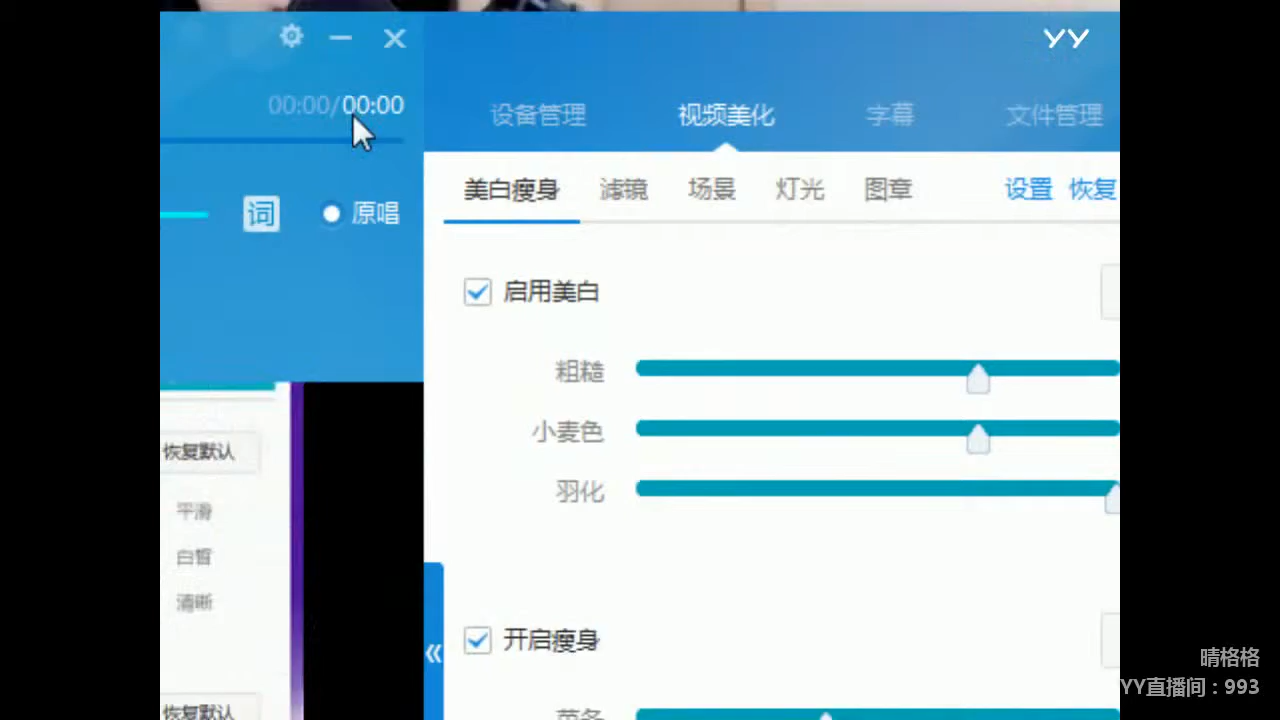 YY
00:00/00:00
设备管理 视频美化 字幕 文件管理
美白瘦身 滤镜 场景 灯光 图章 设置 恢复
词 原唱
启用美白
粗糙
小麦色
羽化
恢复默认
平滑
白皙
清晰
开启瘦身
恢复默认
晴格格
YY直播间：993